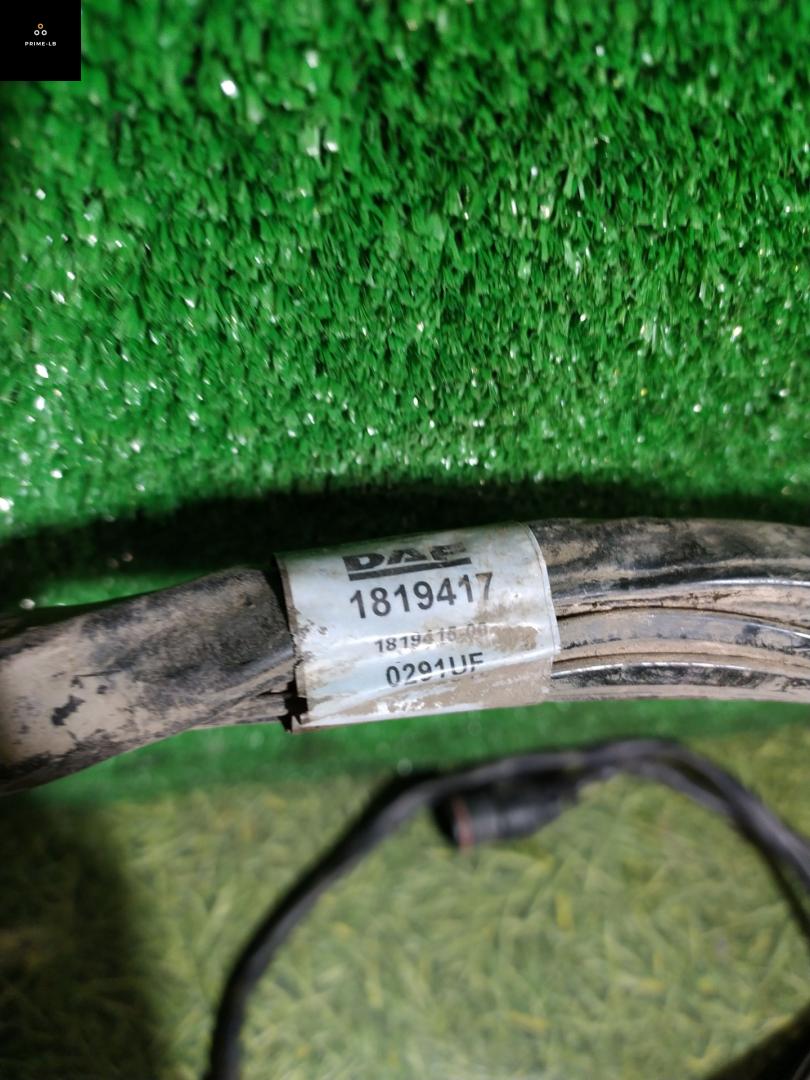 PRIME-LB
DAF
1819417
0291UF